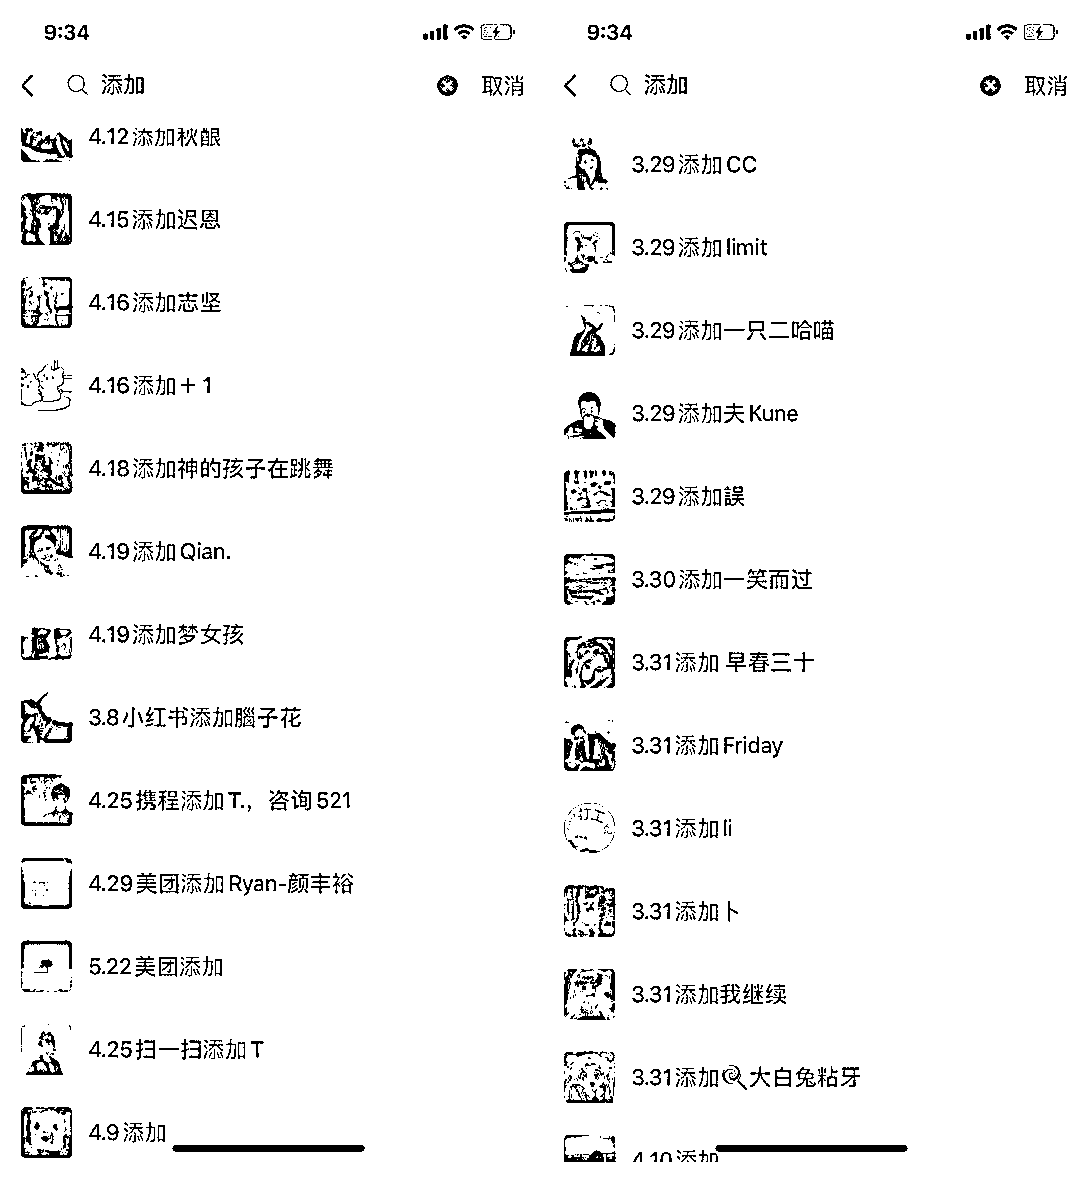 9:34
添加
取消
4.12添加秋龈
4.15添加迟恩
4.16添加志坚
4.16添加+1
4.18添加神的孩子在跳舞
4.19添加Qian.
4.19添加梦女孩
3.8小红书添加腦子花
4.25携程添加T.，咨询521
4.29美团添加Ryan-颜丰裕
5.22美团添加
4.25扫一扫添加T
4.9添加
9:34
添加
取消
3.29添加CC
3.29添加limit
3.29添加一只二哈喵
3.29添加夫Kune
3.29添加誤
3.30添加一笑而过
3.31添加 早春三十
3.31添加Friday
3.31添加li
3.31添加卜
3.31添加我继续
3.31添加🍭大白兔粘牙
4.10添加